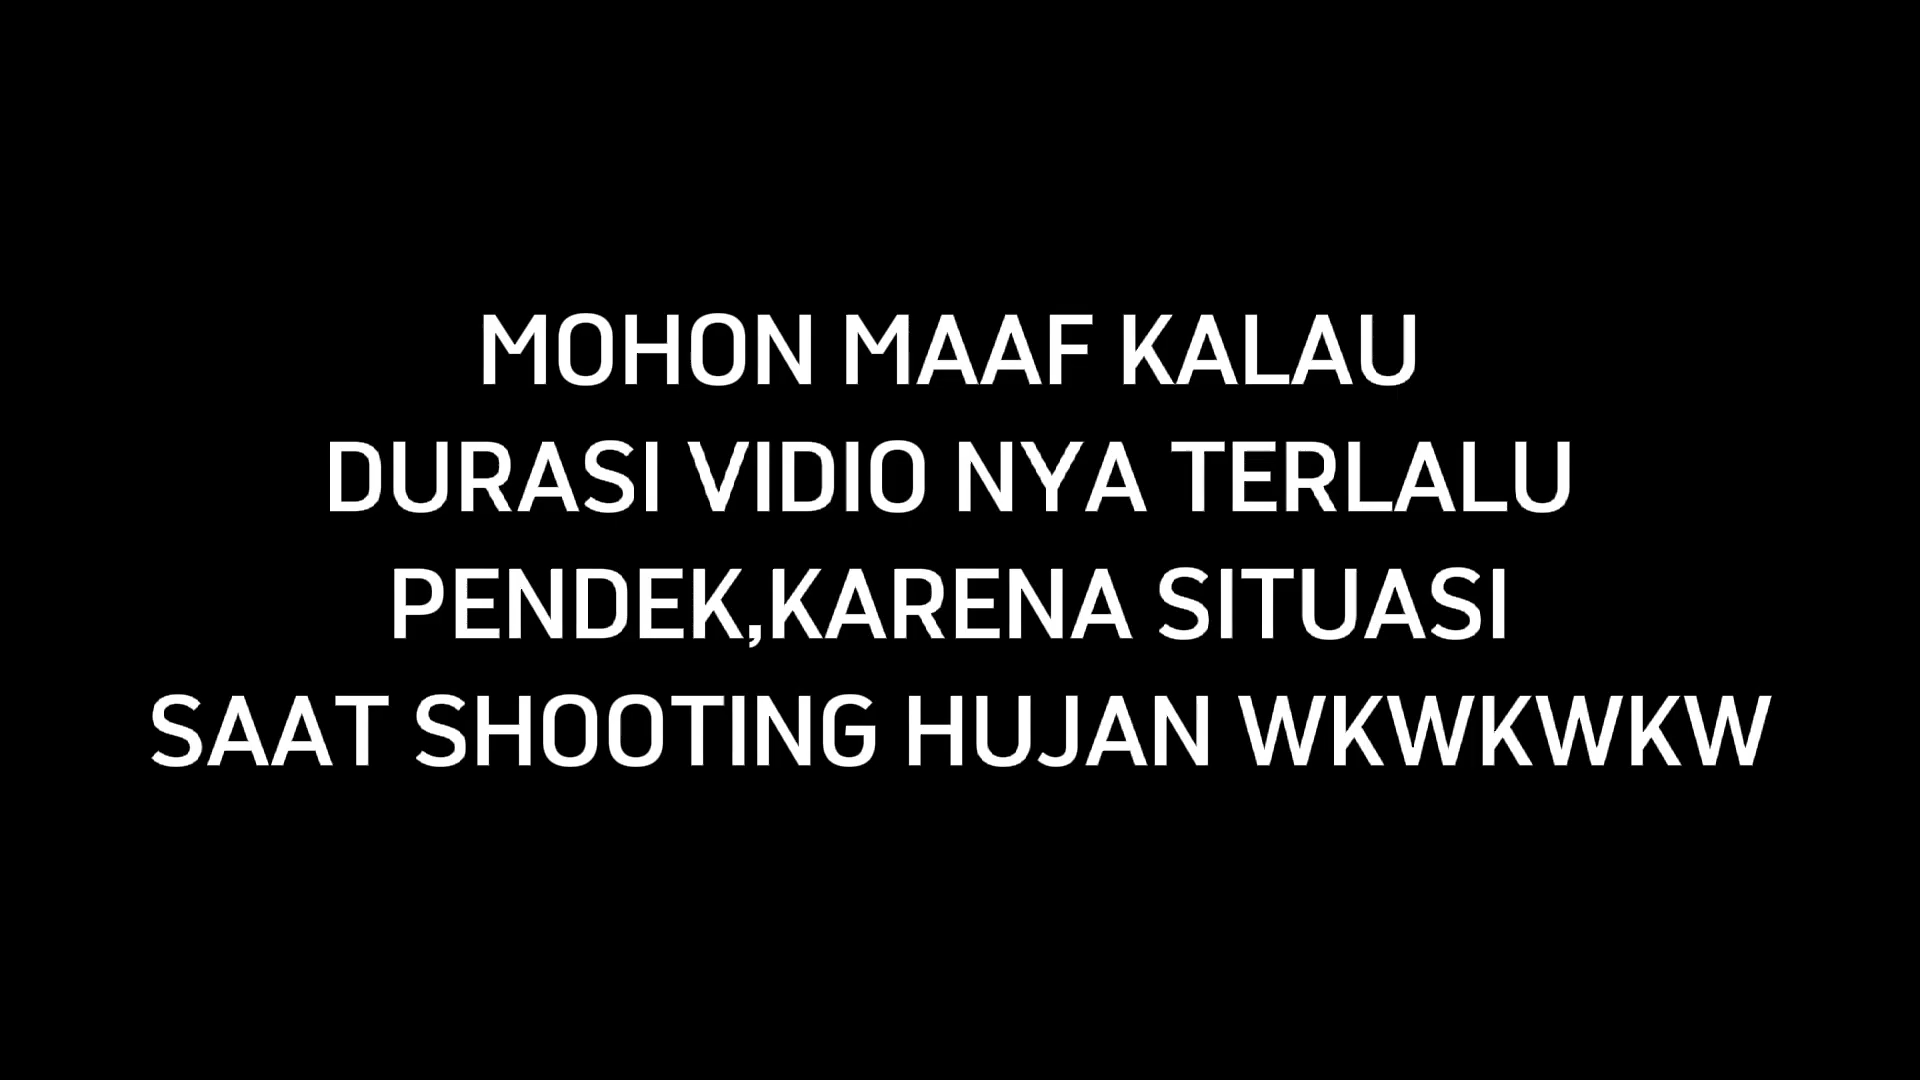 MOHON MAAF KALAU
DURASI VIDIO NYA TERLALU
PENDEK,KARENA SITUASI
SAAT SHOOTING HUJAN WKWKWKW